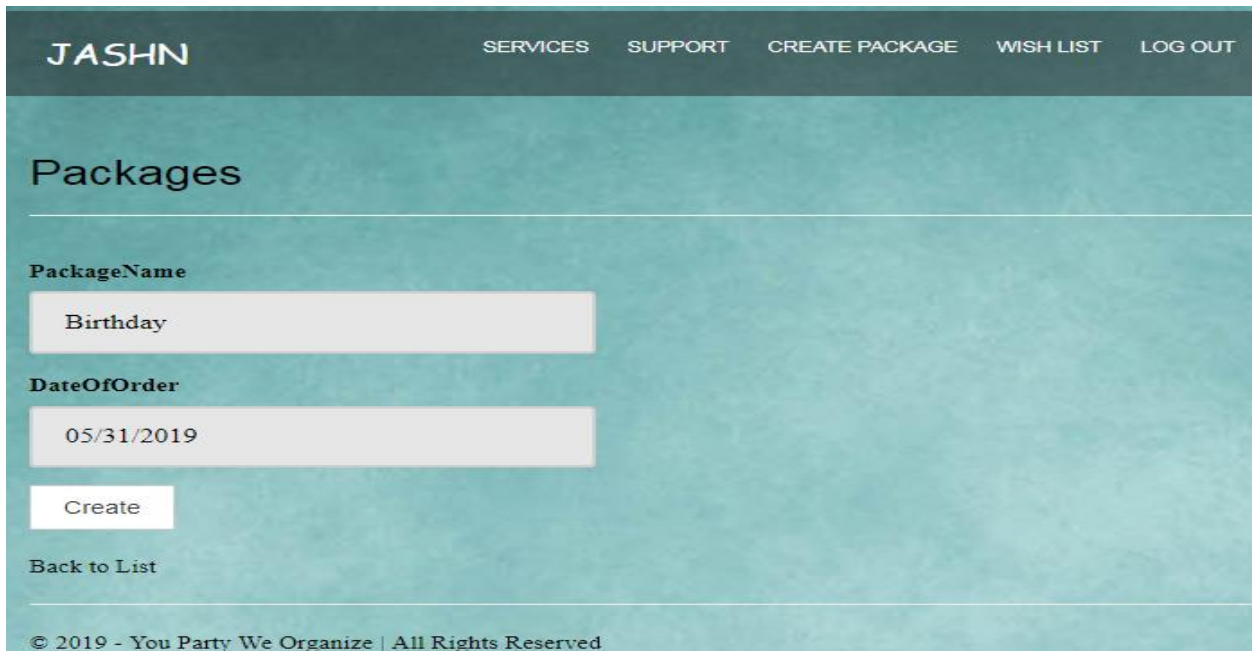 JASHN
SERVICES SUPPORT CREATE PACKAGE WISH LIST LOG OUT
Packages
PackageName
Birthday
DateOfOrder
05/31/2019
Create
Back to List
© 2019 - You Party We Organize | All Rights Reserved